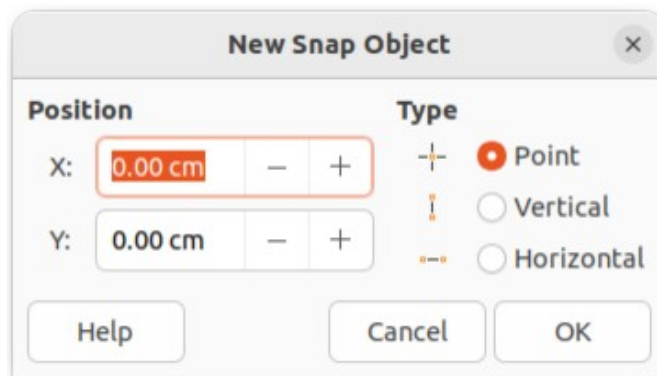 New Snap Object
Position
X: 0.00 cm
Y: 0.00 cm
Type
Point
Vertical
Horizontal
Help
Cancel
OK